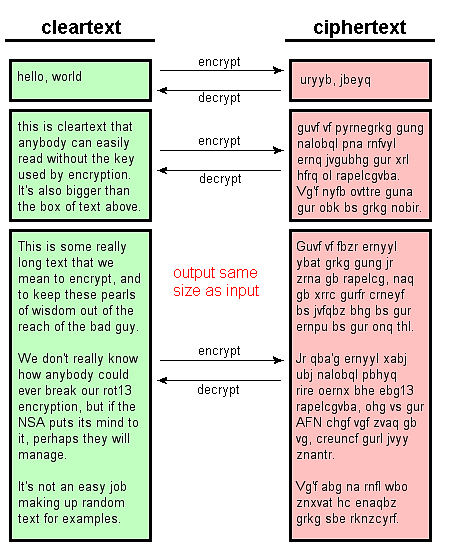 cleartext
ciphertext
hello, world
encrypt
decrypt
uryyb, jbeyq
this is cleartext that
anybody can easily
read without the key
used by encryption.
It's also bigger than
the box of text above.
encrypt
decrypt
guvf vf pyrnegrkg gung
nalobql pna rnfvyl
ernq jvgubhg gur xrl
hfrq ol rapelcgvba.
Vg'f nyfb ovttre guna
gur obk bs grkg nobir.
This is some really
long text that we
mean to encrypt, and
to keep these pearls
of wisdom out of the
reach of the bad guy.
We don't really know
how anybody could
ever break our rot13
encryption, but if the
NSA puts its mind to
it, perhaps they will
manage.
It's not an easy job
making up random
text for examples.
output same
size as input
encrypt
decrypt
Guvf vf fbzr ernyyl
ybat grkg gung jr
zrna gb rapelcg, naq
gb xrrc gurfr crneyf
bs jvfqbz bhg bs gur
ernpu bs gur onq thl.
Jr qba'g ernyyl xabj
ubj nalobql pbhyq
rire oernx bhe ebg13
rapelcgvba, ohg vs gur
AFN chgf vgf zvaq gb
vg, creuncf gurl jvyy
znantr.
Vg'f abg na rnfl wbo
znxvat hc enaqbz
grkg sbe rknzcyrf.